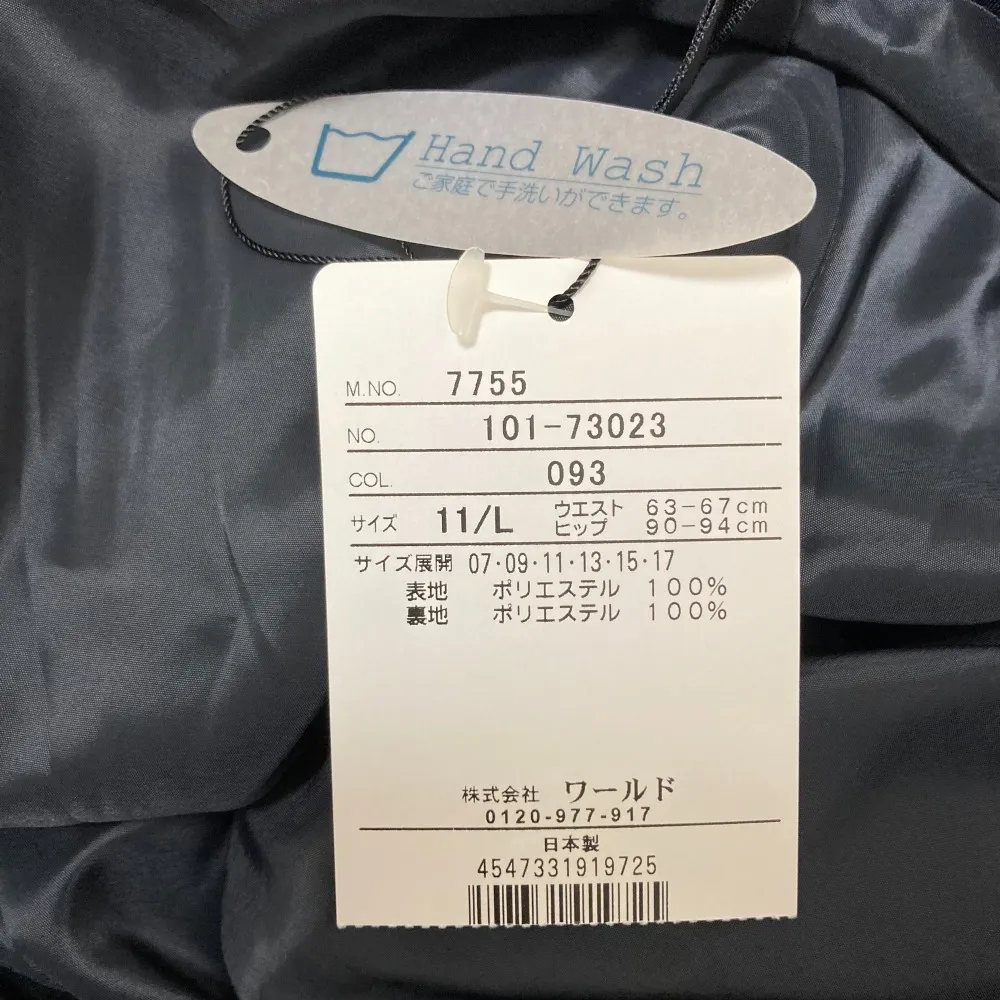 Hand Wash
ご家庭で手洗いができます。
M.NO. 7755
NO. 101-73023
COL. 093
サイズ 11/L ウエスト 63-67cm
ヒップ 90-94cm
サイズ展開 07・09・11・13・15・17
表地 ポリエステル 100%
裏地 ポリエステル 100%
株式会社 ワールド
0120-977-917
日本製
4547331919725